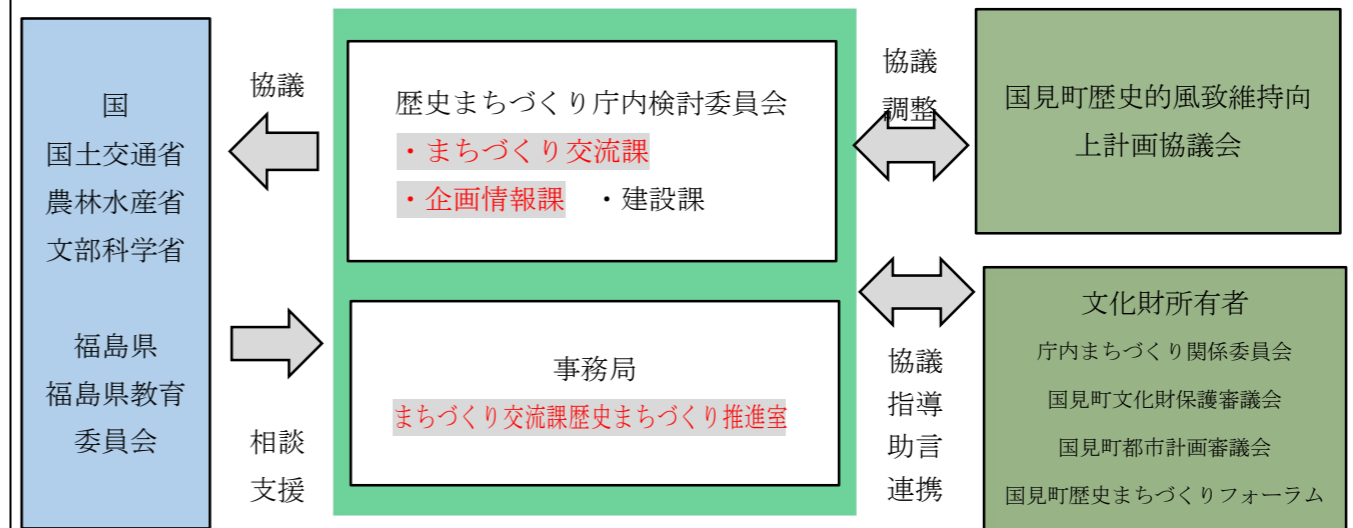 国
国土交通省
農林水産省
文部科学省
福島県
福島県教育
委員会
協議
相談
支援
歴史まちづくり庁内検討委員会
・まちづくり交流課
・企画情報課 ・建設課
事務局
まちづくり交流課歴史まちづくり推進室
協議
調整
協議
指導
助言
連携
国見町歴史的風致維持向
上計画協議会
文化財所有者
庁内まちづくり関係委員会
国見町文化財保護審議会
国見町都市計画審議会
国見町歴史まちづくりフォーラム